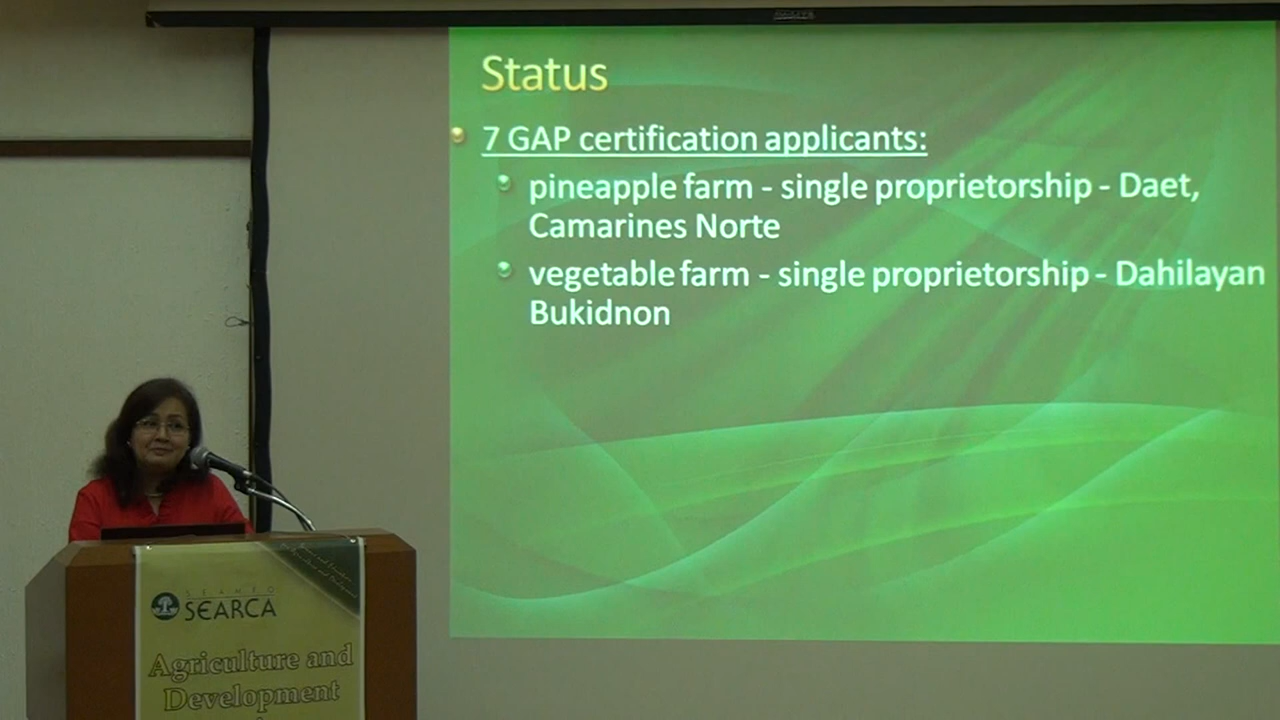 Status
7 GAP certification applicants:
pineapple farm - single proprietorship - Daet,
Camarines Norte
vegetable farm - single proprietorship - Dahilayan
Bukidnon
SEAMEO
SEARCA
Agriculture and
Development